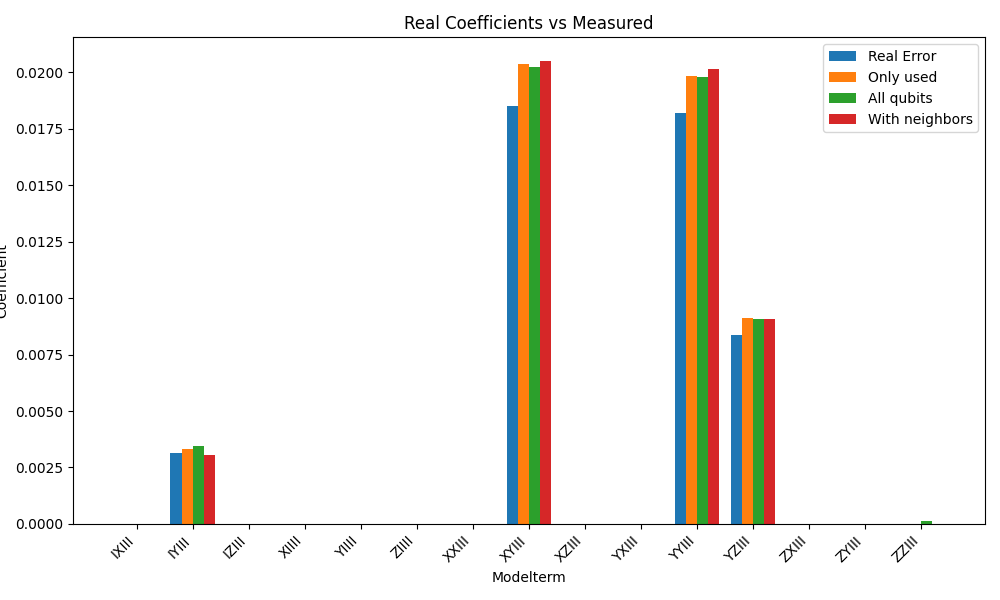 Real Coefficients vs Measured
Real Error
Only used
All qubits
With neighbors
Coefficient
0.0200
0.0175
0.0150
0.0125
0.0100
0.0075
0.0050
0.0025
0.0000
IXIII
IYIII
IZIII
XIIII
YIIII
ZIIII
XXIII
XYIII
XZIII
YXIII
YYIII
YZIII
ZXIII
ZYIII
ZZIII
Modelterm